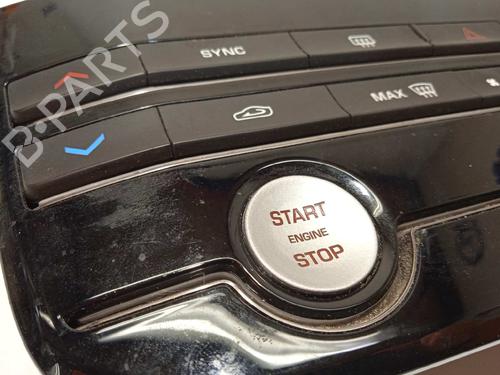 SYNC
MAX
START
ENGINE
STOP
B-PARTS